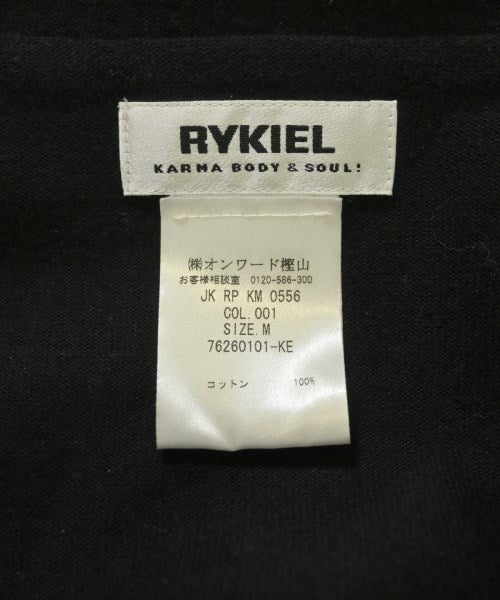 RYKIEL
KARMA BODY & SOUL!
㈱オンワード樫山
お客様相談室 0120-586-300
JK RP KM 0556
COL.001
SIZE.M
76260101-KE
コットン 100%